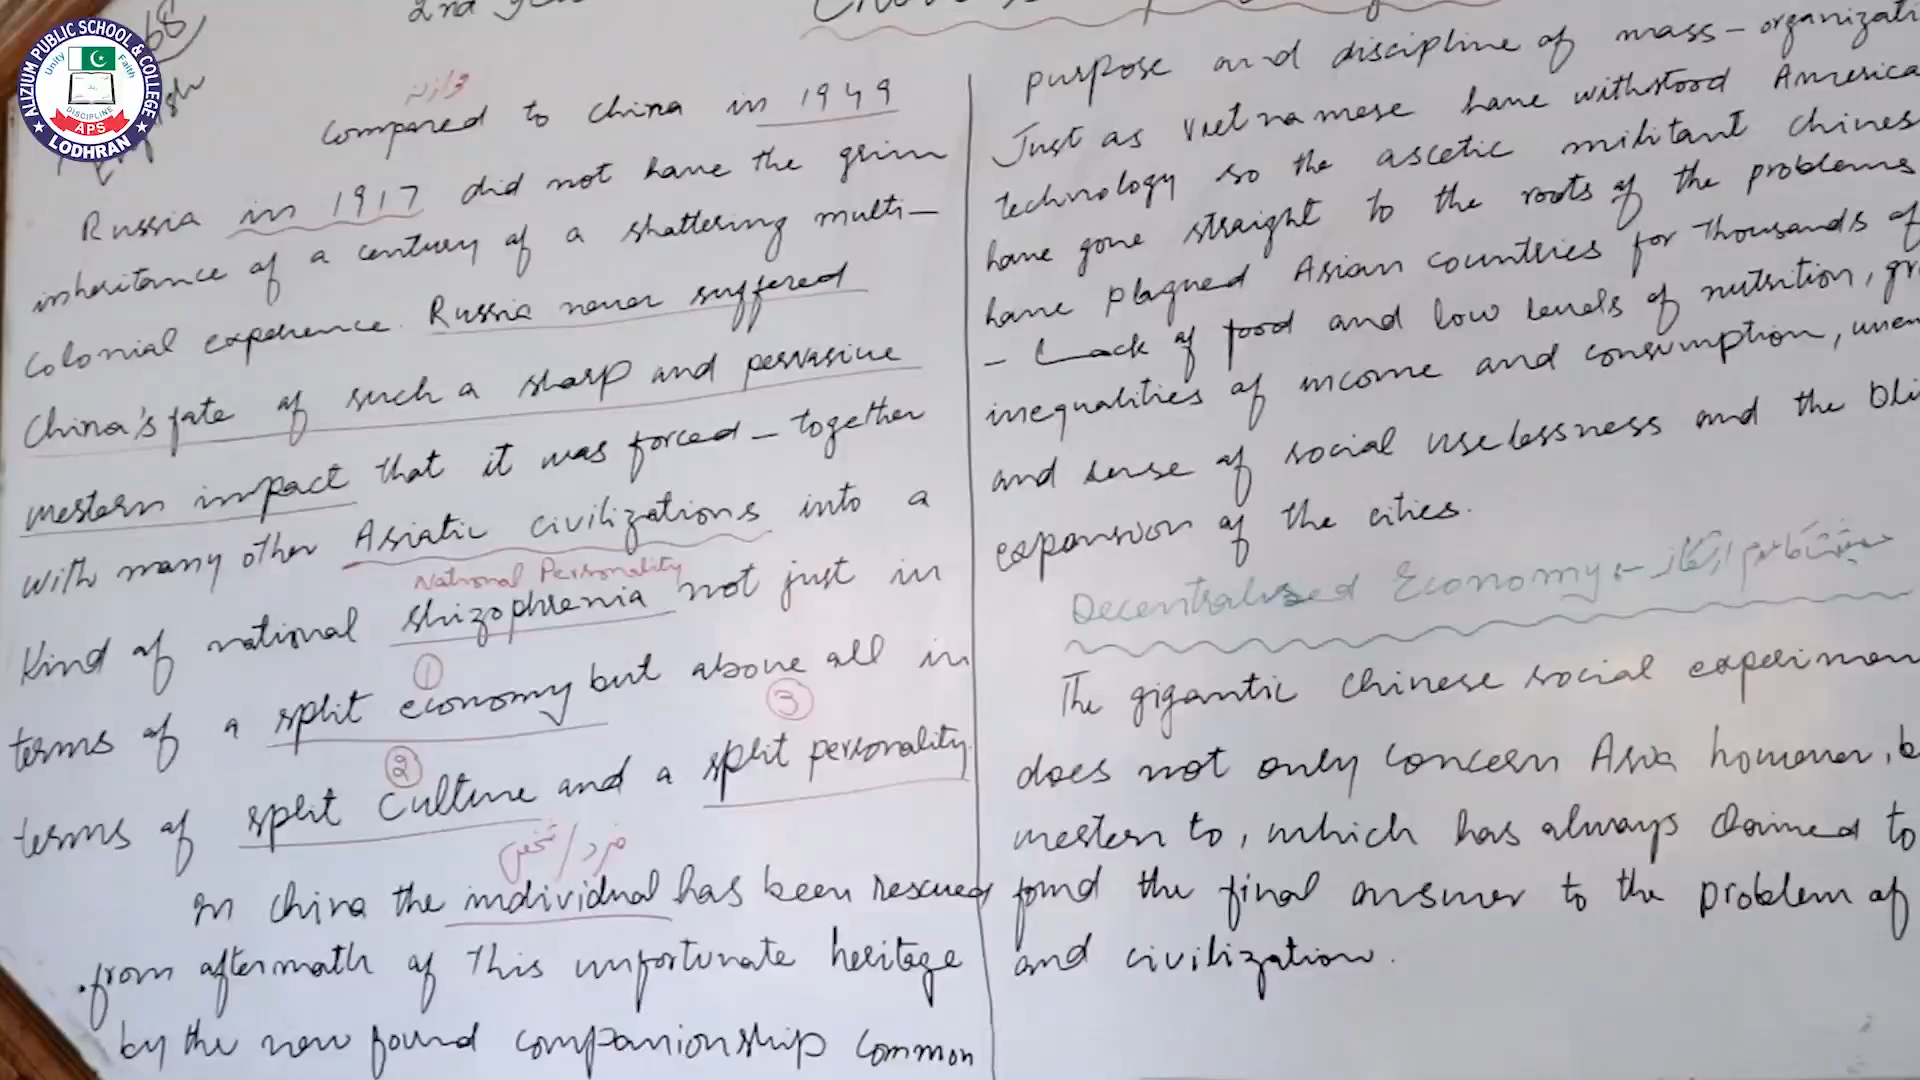 ALIZIUM PUBLIC SCHOOL & COLLEGE
Unity
Faith
DISCIPLINE
APS
LODHRAN
68
2nd
Compared to China in 1949
Russia in 1917 did not have the grim
inheritance of a century of a shattering multi-
colonial experience. Russia never suffered
China's fate of such a sharp and pervasive
western impact that it was forced - together
with many other Asiatic civilizations into a
National Personality
Kind of national shizophrenia not just in
1
terms of a split economy but above all in
2 3
terms of split Culture and a split personality.
فرد / شخص
In China the individual has been rescued
from aftermath of this unfortunate heritage
by the new found companionship common
purpose and discipline of mass - organizati
Just as vietnamese have withstood America
technology so the ascetic militant chines
have gone straight to the roots of the problems
have plagued Asian countries for thousands of
- Lack of food and low levels of nutrition, gr
inequalities of income and consumption, unem
and sense of social uselessness and the bli
expansion of the cities.
Decentralised Economy:-
The gigantic chinese social experimen
does not only concern Asia however, b
western to, which has always claimed to
found the final answer to the problem of
and civilization.